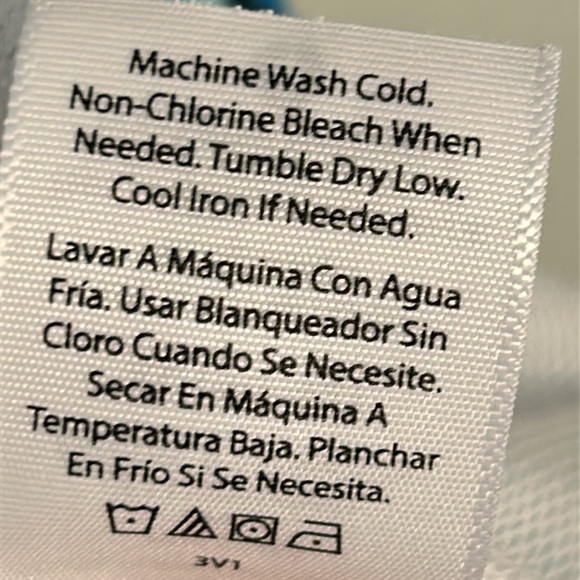 Machine Wash Cold.
Non-Chlorine Bleach When
Needed. Tumble Dry Low.
Cool Iron If Needed.
Lavar A Máquina Con Agua
Fría. Usar Blanqueador Sin
Cloro Cuando Se Necesite.
Secar En Máquina A
Temperatura Baja. Planchar
En Frío Si Se Necesita.
3V1